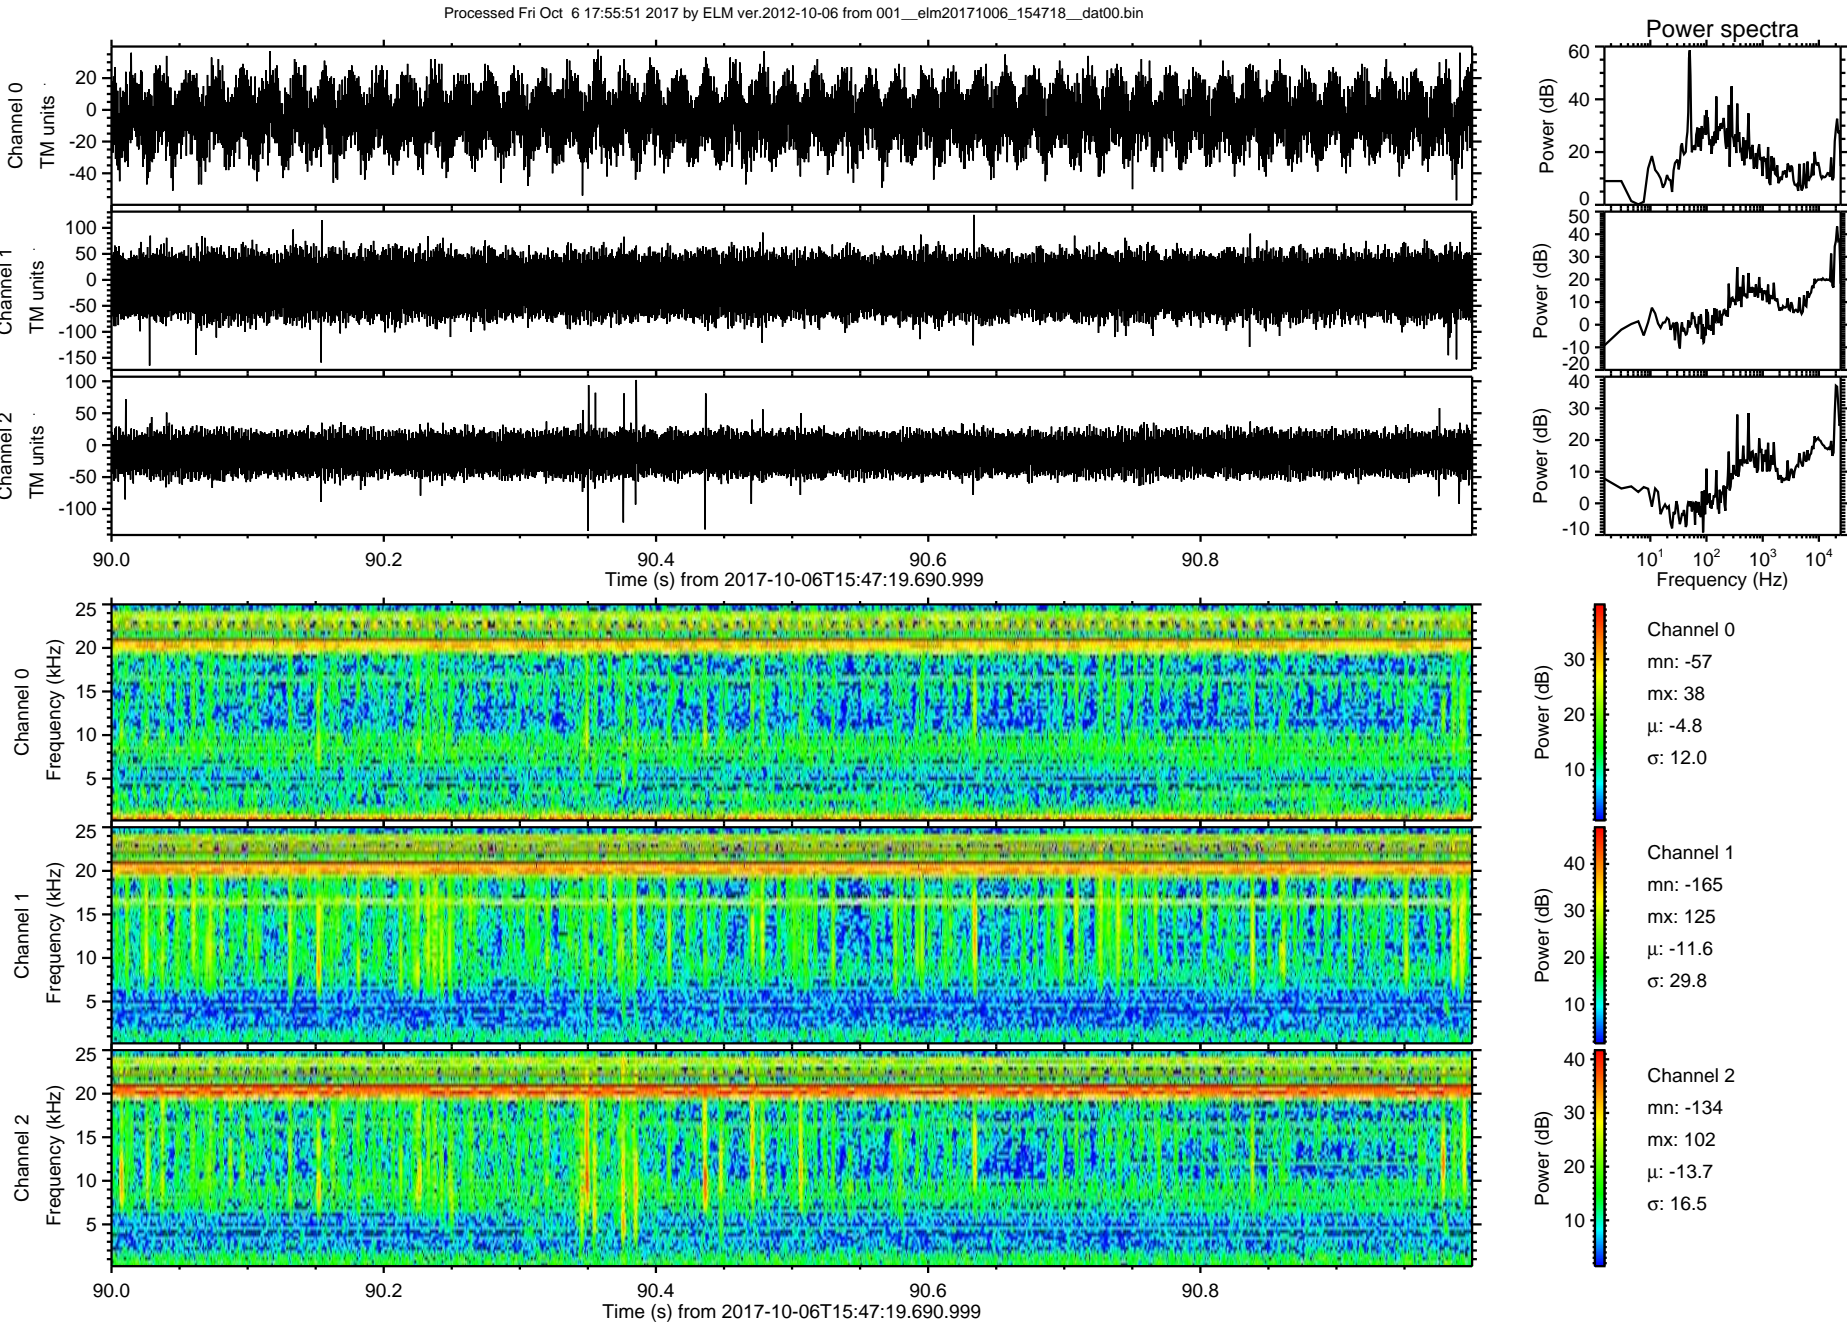 Processed Fri Oct  6 17:55:51 2017 by ELM ver.2012-10-06 from 001__elm20171006_154718__dat00.bin
Power spectra
Channel 0
TM units
20
0
-20
-40
Power (dB)
60
40
20
0
Channel 1
TM units
100
50
0
-50
-100
-150
Power (dB)
50
40
30
20
10
0
-10
-20
Channel 2
TM units
100
50
0
-50
-100
Power (dB)
40
30
20
10
0
-10
90.0 90.2 90.4 90.6 90.8
Time (s) from 2017-10-06T15:47:19.690.999
10¹ 10² 10³ 10⁴
Frequency (Hz)
Channel 0
Frequency (kHz)
25
20
15
10
5
Power (dB)
30
20
10
Channel 0
mn: -57
mx: 38
μ: -4.8
σ: 12.0
Channel 1
Frequency (kHz)
25
20
15
10
5
Power (dB)
40
30
20
10
Channel 1
mn: -165
mx: 125
μ: -11.6
σ: 29.8
Channel 2
Frequency (kHz)
25
20
15
10
5
Power (dB)
40
30
20
10
Channel 2
mn: -134
mx: 102
μ: -13.7
σ: 16.5
90.0 90.2 90.4 90.6 90.8
Time (s) from 2017-10-06T15:47:19.690.999